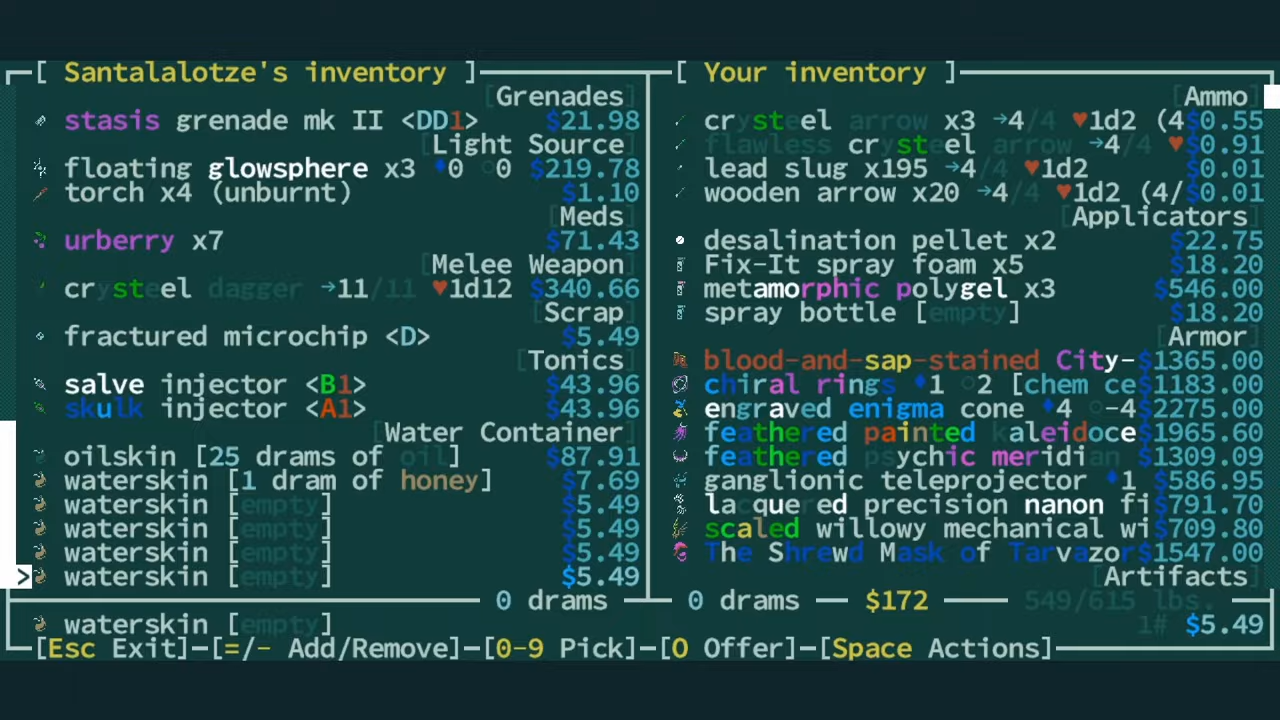 [ Santalalotze's inventory ]
[Grenades]
stasis grenade mk II <DD1> $21.98
[Light Source]
floating glowsphere x3 ♦0 ○0 $219.78
torch x4 (unburnt) $1.10
[Meds]
urberry x7 $71.43
[Melee Weapon]
crysteel dagger →11/11 ♥1d12 $340.66
[Scrap]
fractured microchip <D> $5.49
[Tonics]
salve injector <B1> $43.96
skulk injector <A1> $43.96
[Water Container]
oilskin [25 drams of oil] $87.91
waterskin [1 dram of honey] $7.69
waterskin [empty] $5.49
waterskin [empty] $5.49
waterskin [empty] $5.49
> waterskin [empty] $5.49
0 drams
[ Your inventory ]
[Ammo]
crysteel arrow x3 →4/4 ♥1d2 (4 $0.55
flawless crysteel arrow →4/4 ♥ $0.91
lead slug x195 →4/4 ♥1d2 $0.01
wooden arrow x20 →4/4 ♥1d2 (4/ $0.01
[Applicators]
desalination pellet x2 $22.75
Fix-It spray foam x5 $18.20
metamorphic polygel x3 $546.00
spray bottle [empty] $18.20
[Armor]
blood-and-sap-stained City- $1365.00
chiral rings ♦1 ○2 [chem ce $1183.00
engraved enigma cone ♦4 ○-4 $2275.00
feathered painted kaleidoce $1965.60
feathered psychic meridian $1309.09
ganglionic teleprojector ♦1 $586.95
lacquered precision nanon fi $791.70
scaled willowy mechanical wi $709.80
The Shrewd Mask of Tarvazor $1547.00
[Artifacts]
0 drams — $172 — 549/615 lbs.
waterskin [empty] 1# $5.49
[Esc Exit]—[=/- Add/Remove]—[0-9 Pick]—[O Offer]—[Space Actions]